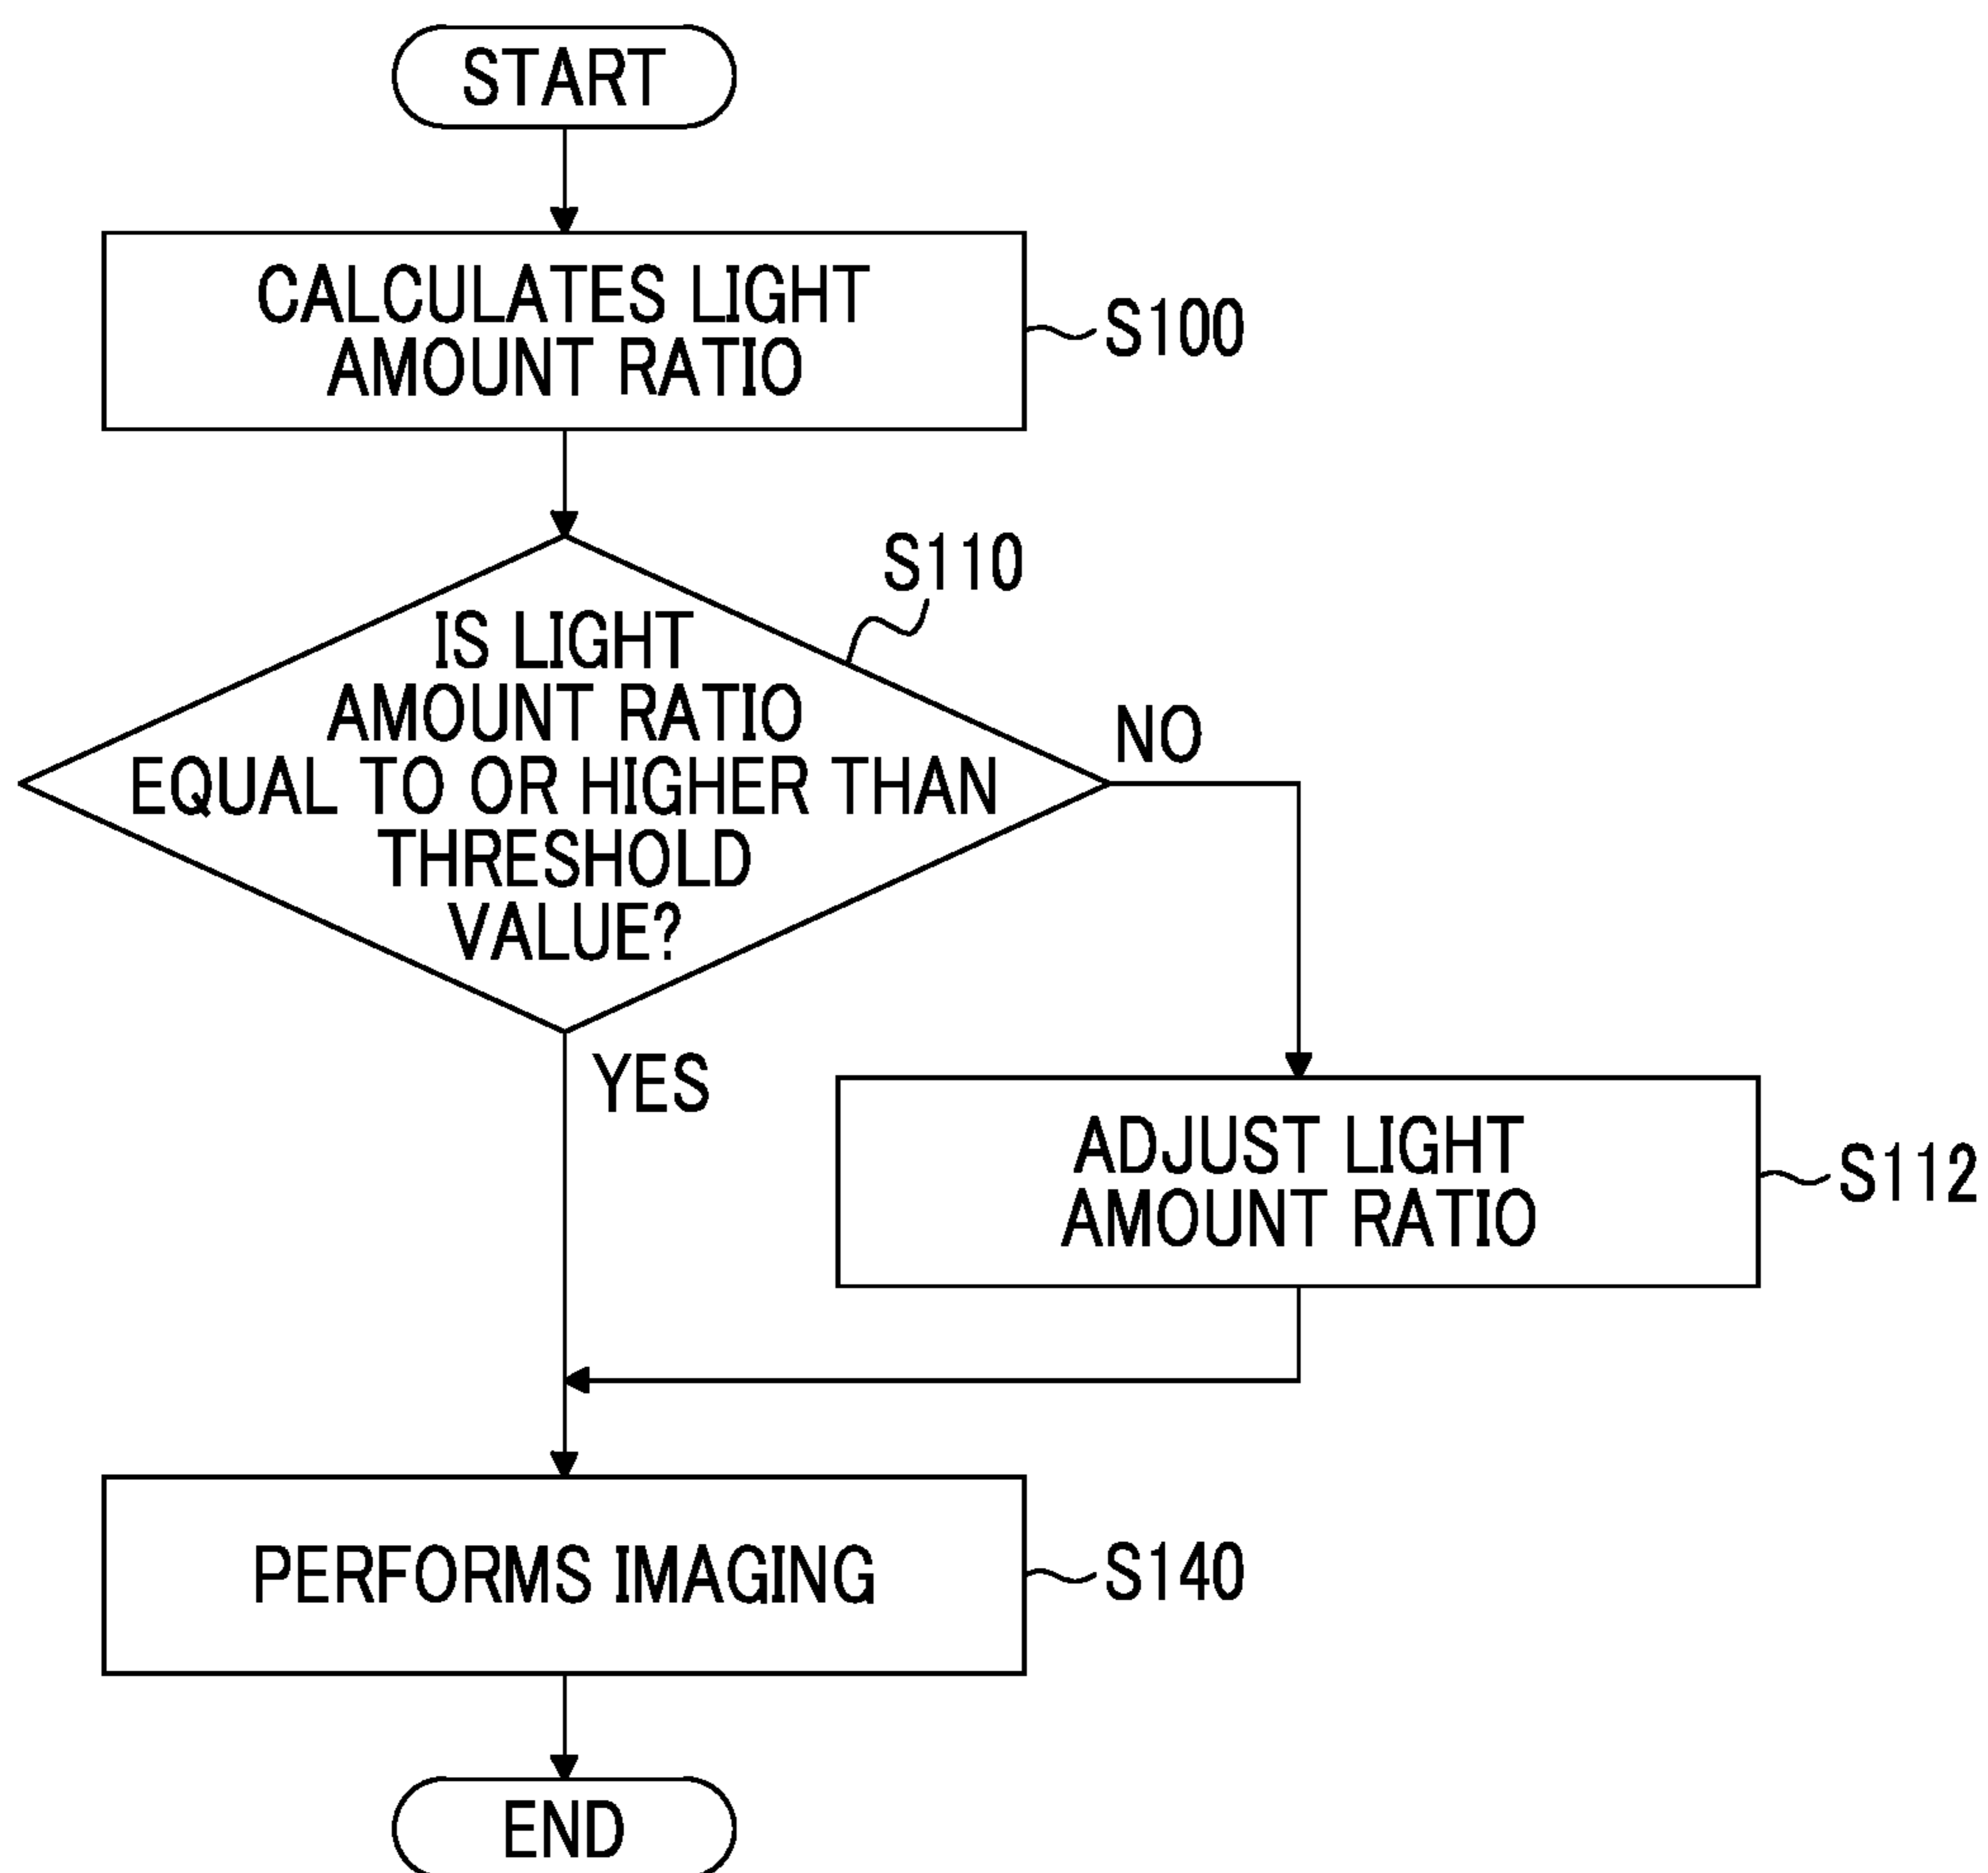 START
CALCULATES LIGHT
AMOUNT RATIO
S100
S110
IS LIGHT
AMOUNT RATIO
EQUAL TO OR HIGHER THAN
THRESHOLD
VALUE?
NO
YES
ADJUST LIGHT
AMOUNT RATIO
S112
PERFORMS IMAGING
S140
END